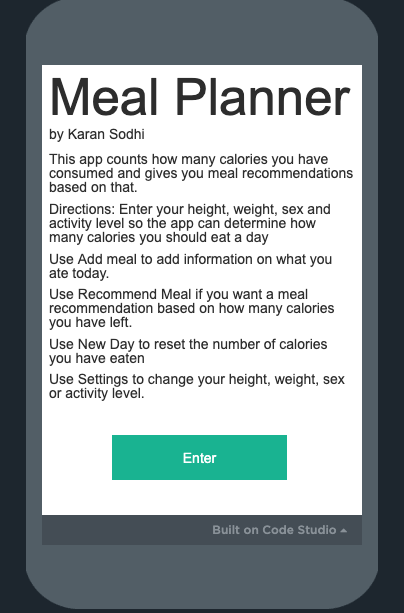 Meal Planner
by Karan Sodhi
This app counts how many calories you have
consumed and gives you meal recommendations
based on that.
Directions: Enter your height, weight, sex and
activity level so the app can determine how
many calories you should eat a day
Use Add meal to add information on what you
ate today.
Use Recommend Meal if you want a meal
recommendation based on how many calories
you have left.
Use New Day to reset the number of calories
you have eaten
Use Settings to change your height, weight, sex
or activity level.
Enter
Built on Code Studio